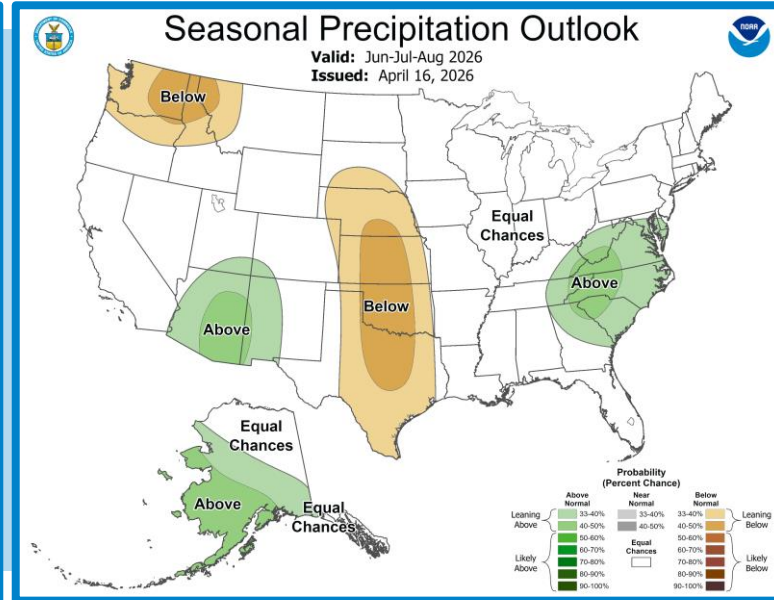 Seasonal Precipitation Outlook
Valid: Jun-Jul-Aug 2026
Issued: April 16, 2026
NOAA
Below
Equal
Chances
Above
Below
Above
Equal
Chances
Above
Equal
Chances
Probability
(Percent Chance)
Above
Normal
Near
Normal
Below
Normal
Leaning
Above
33-40%
40-50%
33-40%
40-50%
33-40%
40-50%
Leaning
Below
Likely
Above
50-60%
60-70%
70-80%
80-90%
90-100%
Equal
Chances
50-60%
60-70%
70-80%
80-90%
90-100%
Likely
Below